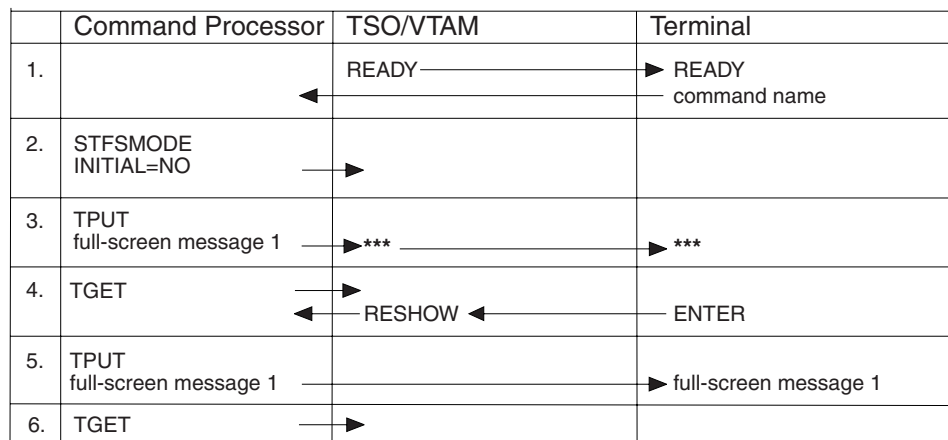 Command Processor TSO/VTAM Terminal
1. READY READY
command name
2. STFSMODE
INITIAL=NO
3. TPUT
full-screen message 1 *** ***
4. TGET
RESHOW ENTER
5. TPUT
full-screen message 1 full-screen message 1
6. TGET